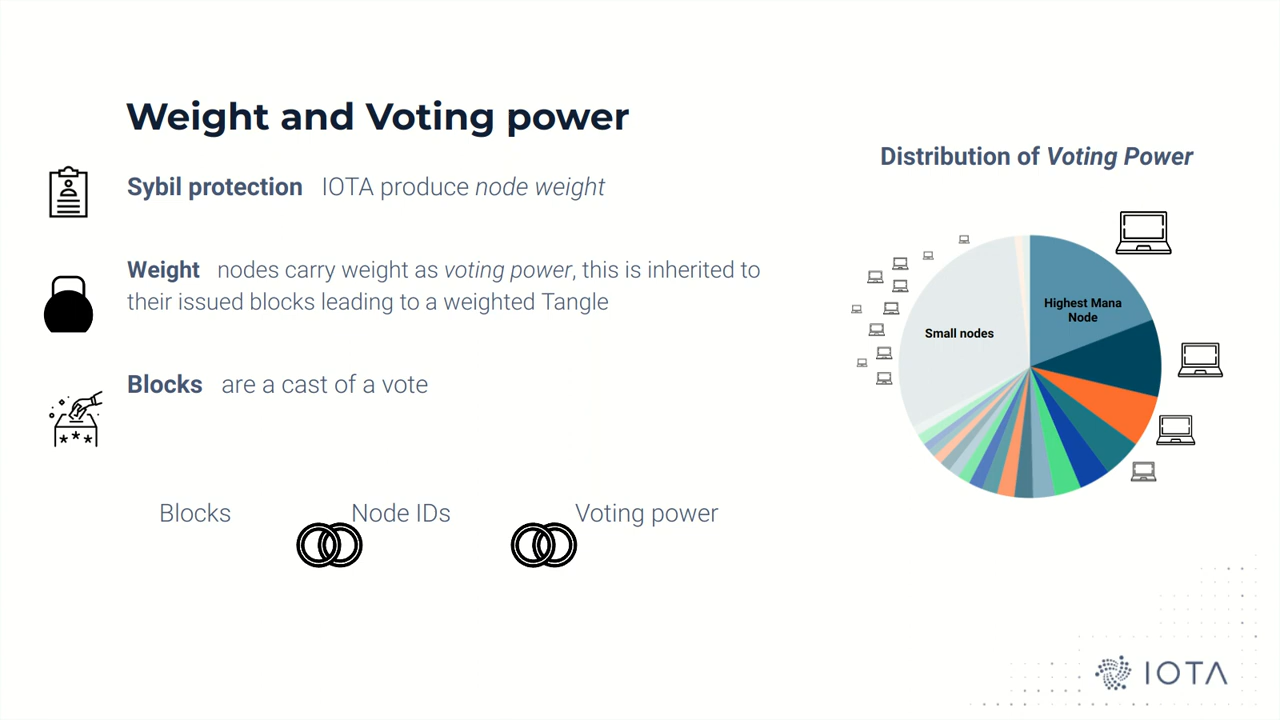 Weight and Voting power
Sybil protection IOTA produce node weight
Weight nodes carry weight as voting power, this is inherited to
their issued blocks leading to a weighted Tangle
Blocks are a cast of a vote
Blocks Node IDs Voting power
Distribution of Voting Power
Highest Mana
Node
Small nodes
IOTA